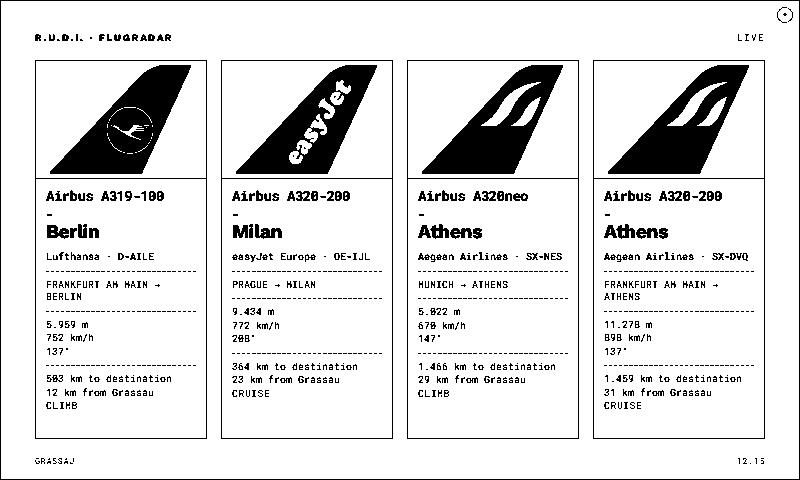 R.U.D.I. · FLUGRADAR
LIVE
Airbus A319-100
-
Berlin
Lufthansa · D-AILE
FRANKFURT AM MAIN →
BERLIN
5.959 m
752 km/h
137°
503 km to destination
12 km from Grassau
CLIMB
easyJet
Airbus A320-200
-
Milan
easyJet Europe · OE-IJL
PRAGUE → MILAN
9.434 m
772 km/h
208°
364 km to destination
23 km from Grassau
CRUISE
Airbus A320neo
-
Athens
Aegean Airlines · SX-NES
MUNICH → ATHENS
5.022 m
670 km/h
147°
1.466 km to destination
29 km from Grassau
CLIMB
Airbus A320-200
-
Athens
Aegean Airlines · SX-DVQ
FRANKFURT AM MAIN →
ATHENS
11.278 m
898 km/h
137°
1.459 km to destination
31 km from Grassau
CRUISE
GRASSAU
12.15